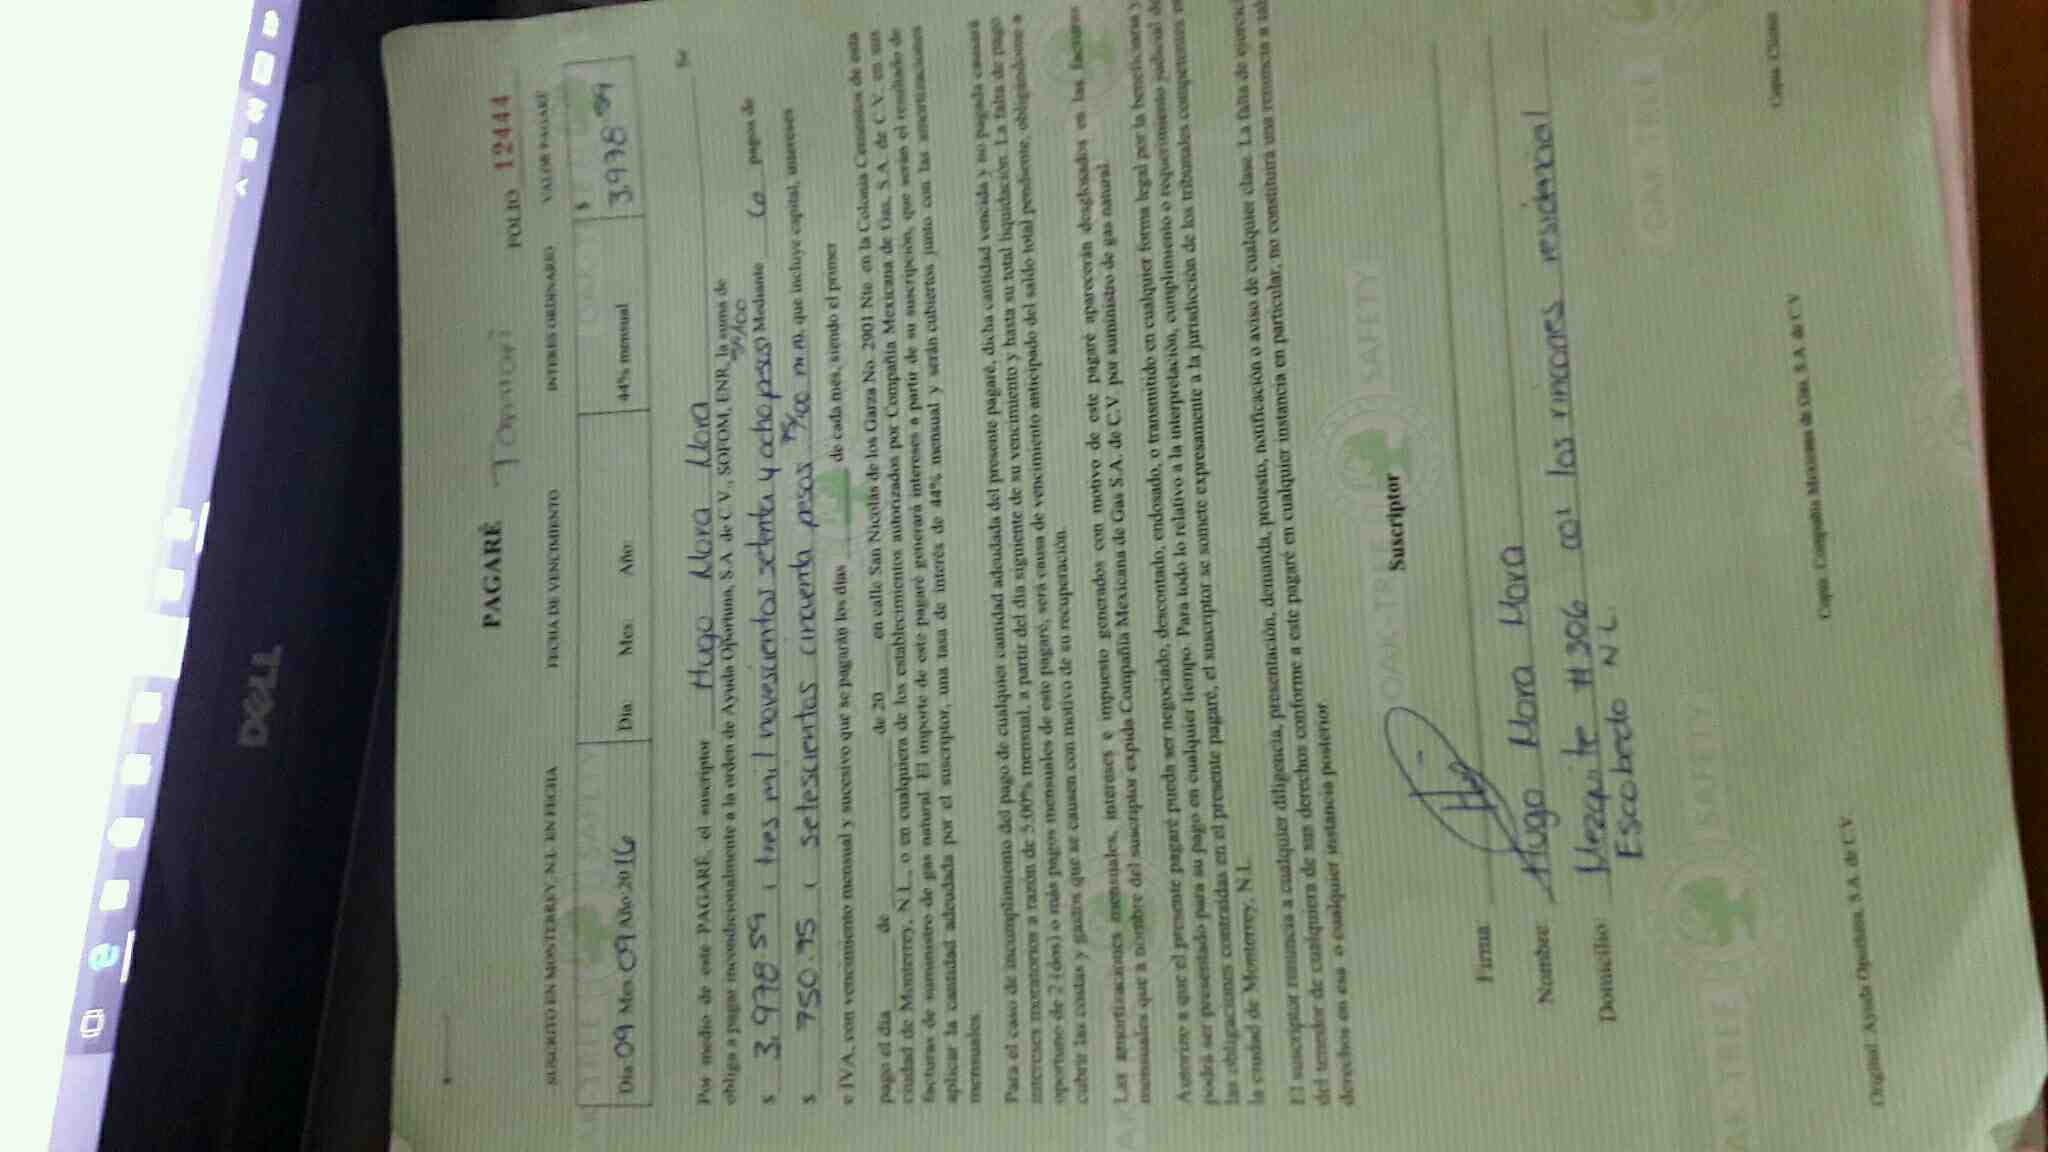 DELL
PAGARÉ
FOLIO 12444
SUSCRITO EN MONTERREY, N.L. EN FECHA
FECHA DE VENCIMIENTO
INTERES ORDINARIO
VALOR PAGARÉ
Dia 09 Mes 09 Año 2016
Dia: Mes: Año:
44% mensual
$ 3,978 59
Por medio de este PAGARÉ, el suscriptor Hugo Mora Mora Se
obliga a pagar incondicionalmente a la orden de Ayuda Oportuna, S.A. de C.V., SOFOM, ENR, la suma de
$ 3,978 59 ( tres mil novescientos setenta y ocho pesos 59/100 ) Mediante 60 pagos de
$ 750.75 ( setescientos cincuenta pesos 75/100 m.n. que incluye capital, intereses
e IVA, con vencimiento mensual y sucesivo que se pagarán los días de cada mes, siendo el primer
pago el día de de 20 en calle San Nicolás de los Garza No. 2901 Nte. en la Colonia Cementos de esta
ciudad de Monterrey, N.L., o en cualquiera de los establecimientos autorizados por Compañía Mexicana de Gas, S.A. de C.V. en sus
facturas de suministro de gas natural. El importe de este pagaré generará intereses a partir de su suscripción, que serán el resultado de
aplicar la cantidad adeudada por el suscriptor, una tasa de interés de 44% mensual y serán cubiertos junto con las amortizaciones
mensuales.
Para el caso de incumplimiento del pago de cualquier cantidad adeudada del presente pagaré, dicha cantidad vencida y no pagada causará
intereses moratorios a razón de 5.00% mensual, a partir del día siguiente de su vencimiento y hasta su total liquidación. La falta de pago
oportuno de 2 (dos) o más pagos mensuales de este pagaré, será causa de vencimiento anticipado del saldo total pendiente, obligándome a
cubrir las costas y gastos que se causen con motivo de su recuperación.
Las amortizaciones mensuales, intereses e impuesto generados con motivo de este pagaré aparecerán desglosados en las facturas
mensuales que a nombre del suscriptor expida Compañía Mexicana de Gas S.A. de C.V. por suministro de gas natural.
Autorizo a que el presente pagaré pueda ser negociado, descontado, endosado, o transmitido en cualquier forma legal por la beneficiaria y
podrá ser presentado para su pago en cualquier tiempo. Para todo lo relativo a la interpretación, cumplimiento o requerimiento judicial de
las obligaciones contraídas en el presente pagaré, el suscriptor se somete expresamente a la jurisdicción de los tribunales competentes
la ciudad de Monterrey, N.L.
El suscriptor renuncia a cualquier diligencia, presentación, demanda, protesto, notificación o aviso de cualquier clase. La falta de
del tenedor de cualquiera de sus derechos conforme a este pagaré en cualquier instancia en particular, no constituirá una renuncia a
derechos en esa o cualquier instancia posterior.
Suscriptor
Firma:
Nombre: Hugo Mora Mora
Domicilio: Mezquite #306 col los rincones residencial
Escobedo N.L.
Original: Ayuda Oportuna, S.A. de C.V.
Copia: Compañía Mexicana de Gas, S.A. de C.V.
Copia: Cliente
OAK TREE SAFETY